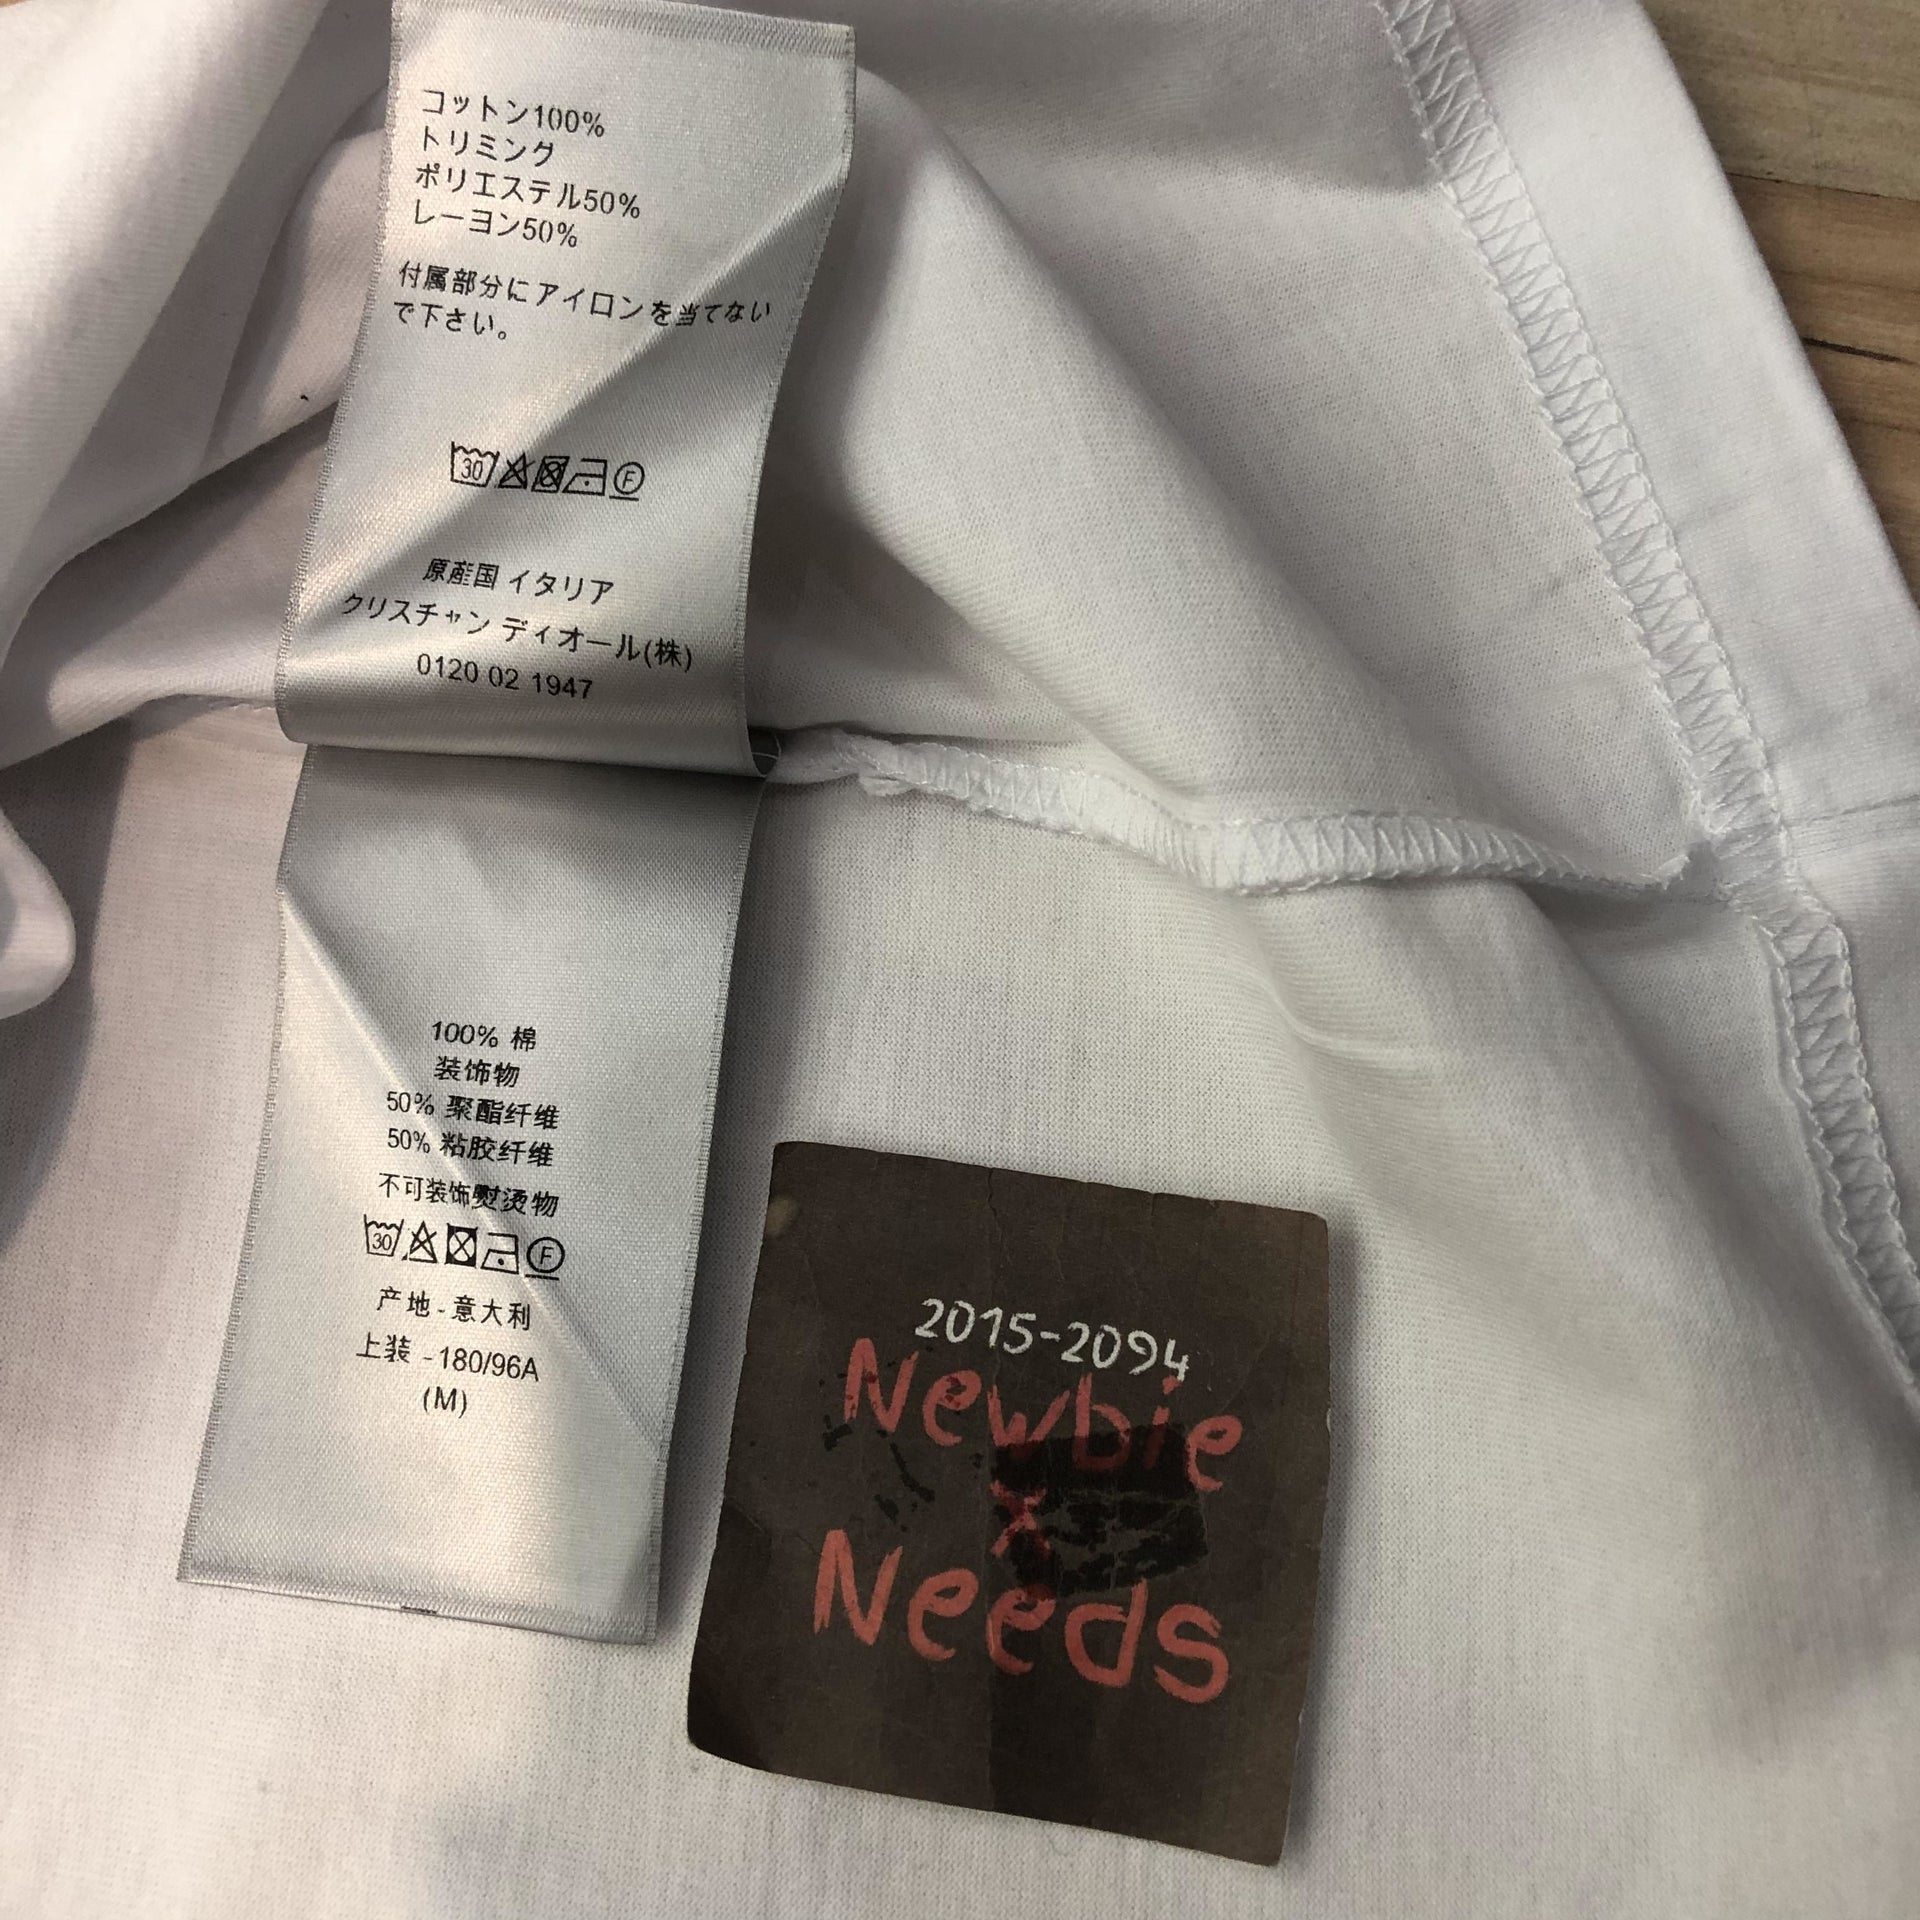 コットン100%
トリミング
ポリエステル50%
レーヨン50%
付属部分にアイロンを当てない
で下さい。
30
F
原産国 イタリア
クリスチャン ディオール(株)
0120 02 1947
100% 棉
装饰物
50% 聚酯纤维
50% 粘胶纤维
不可装饰熨烫物
30
F
产地-意大利
上装 -180/96A
(M)
2015-2094
Newbie
x
Needs